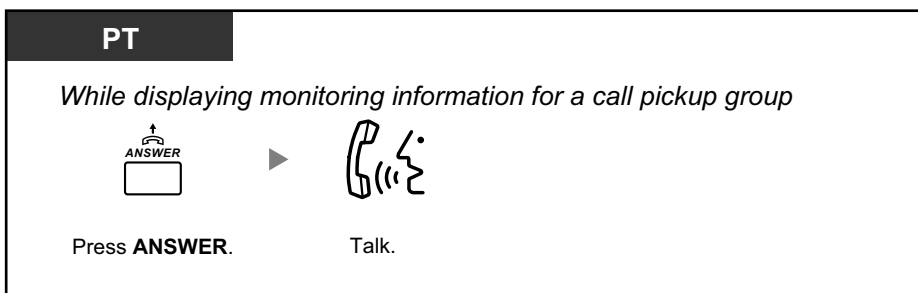 PT
While displaying monitoring information for a call pickup group
ANSWER
Press ANSWER.
Talk.